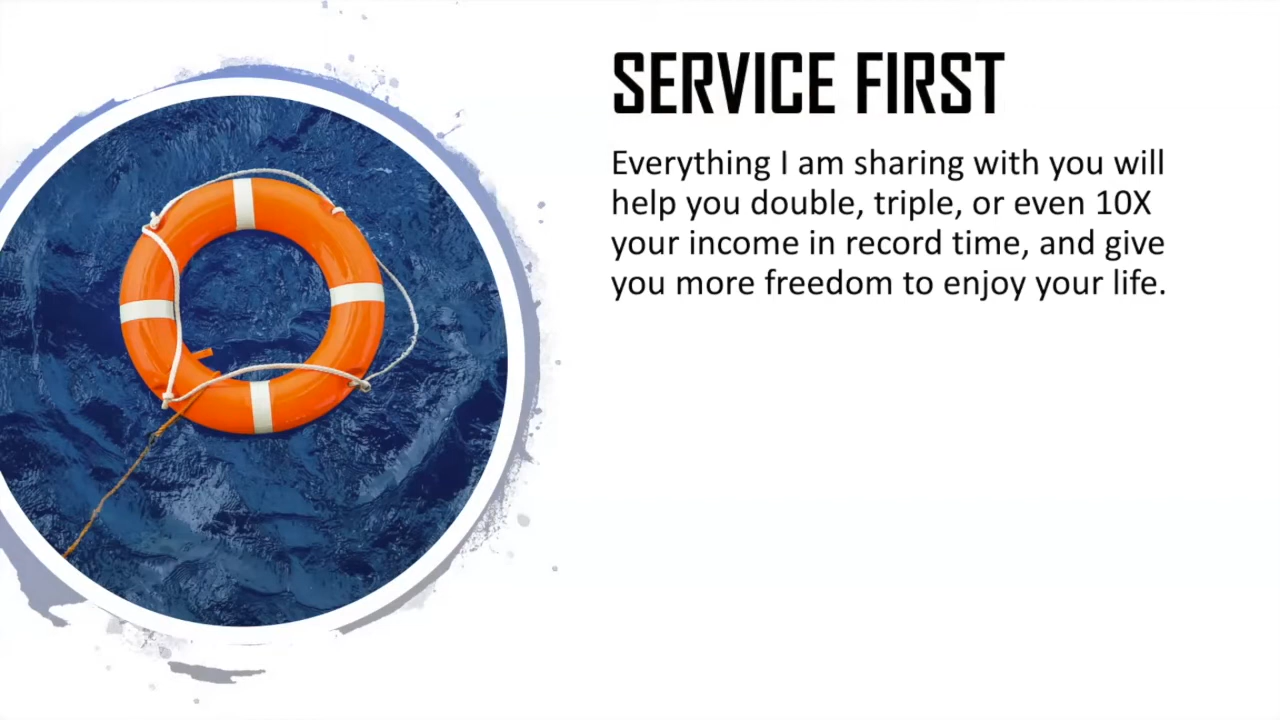 SERVICE FIRST
Everything I am sharing with you will
help you double, triple, or even 10X
your income in record time, and give
you more freedom to enjoy your life.